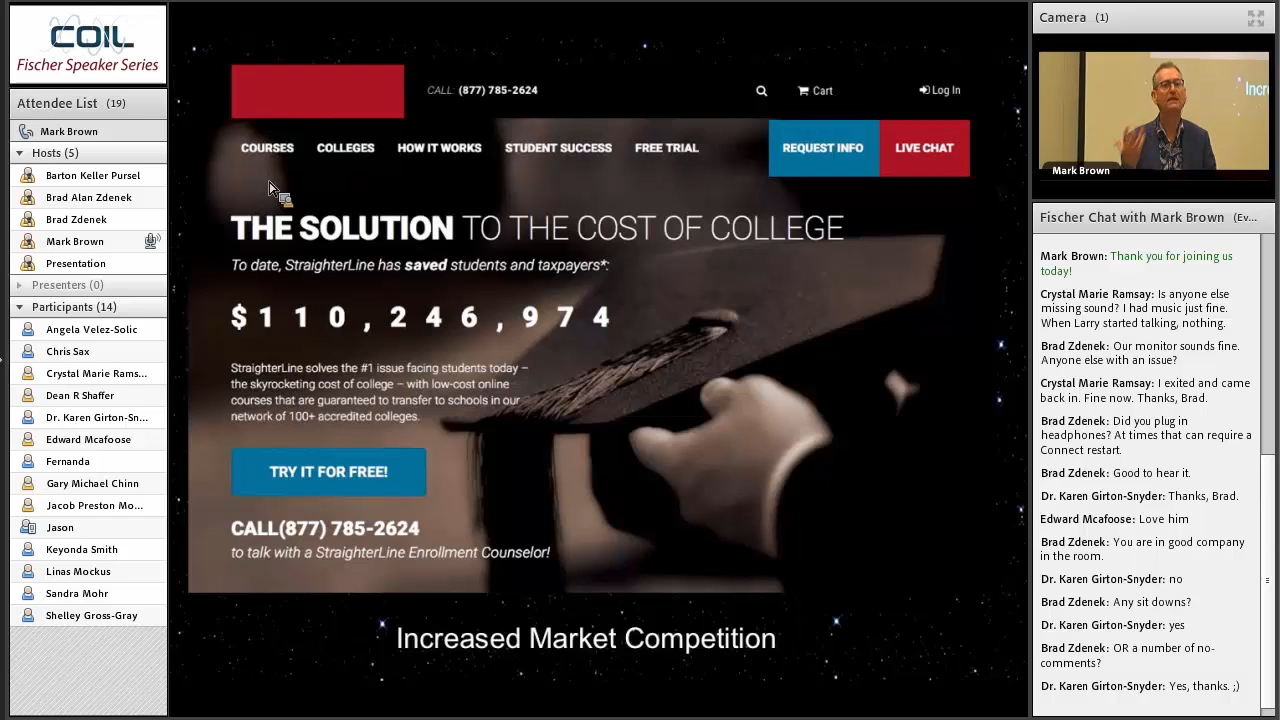 COIL
Fischer Speaker Series
Attendee List (19)
Mark Brown
Hosts (5)
Barton Keller Pursel
Brad Alan Zdenek
Brad Zdenek
Mark Brown
Presentation
Presenters (0)
Participants (14)
Angela Velez-Solic
Chris Sax
Crystal Marie Rams...
Dean R Shaffer
Dr. Karen Girton-Sn...
Edward Mcafoose
Fernanda
Gary Michael Chinn
Jacob Preston Mo...
Jason
Keyonda Smith
Linas Mockus
Sandra Mohr
Shelley Gross-Gray
CALL: (877) 785-2624
Cart
Log In
COURSES
COLLEGES
HOW IT WORKS
STUDENT SUCCESS
FREE TRIAL
REQUEST INFO
LIVE CHAT
THE SOLUTION TO THE COST OF COLLEGE
To date, StraighterLine has saved students and taxpayers*:
$110,246,974
StraighterLine solves the #1 issue facing students today –
the skyrocketing cost of college – with low-cost online
courses that are guaranteed to transfer to schools in our
network of 100+ accredited colleges.
TRY IT FOR FREE!
CALL(877) 785-2624
to talk with a StraighterLine Enrollment Counselor!
Increased Market Competition
Camera (1)
Incre
Mark Brown
Fischer Chat with Mark Brown (Ev...
Mark Brown: Thank you for joining us
today!
Crystal Marie Ramsay: Is anyone else
missing sound? I had music just fine.
When Larry started talking, nothing.
Brad Zdenek: Our monitor sounds fine.
Anyone else with an issue?
Crystal Marie Ramsay: I exited and came
back in. Fine now. Thanks, Brad.
Brad Zdenek: Did you plug in
headphones? At times that can require a
Connect restart.
Brad Zdenek: Good to hear it.
Dr. Karen Girton-Snyder: Thanks, Brad.
Edward Mcafoose: Love him
Brad Zdenek: You are in good company
in the room.
Dr. Karen Girton-Snyder: no
Brad Zdenek: Any sit downs?
Dr. Karen Girton-Snyder: yes
Brad Zdenek: OR a number of no-
comments?
Dr. Karen Girton-Snyder: Yes, thanks. ;)